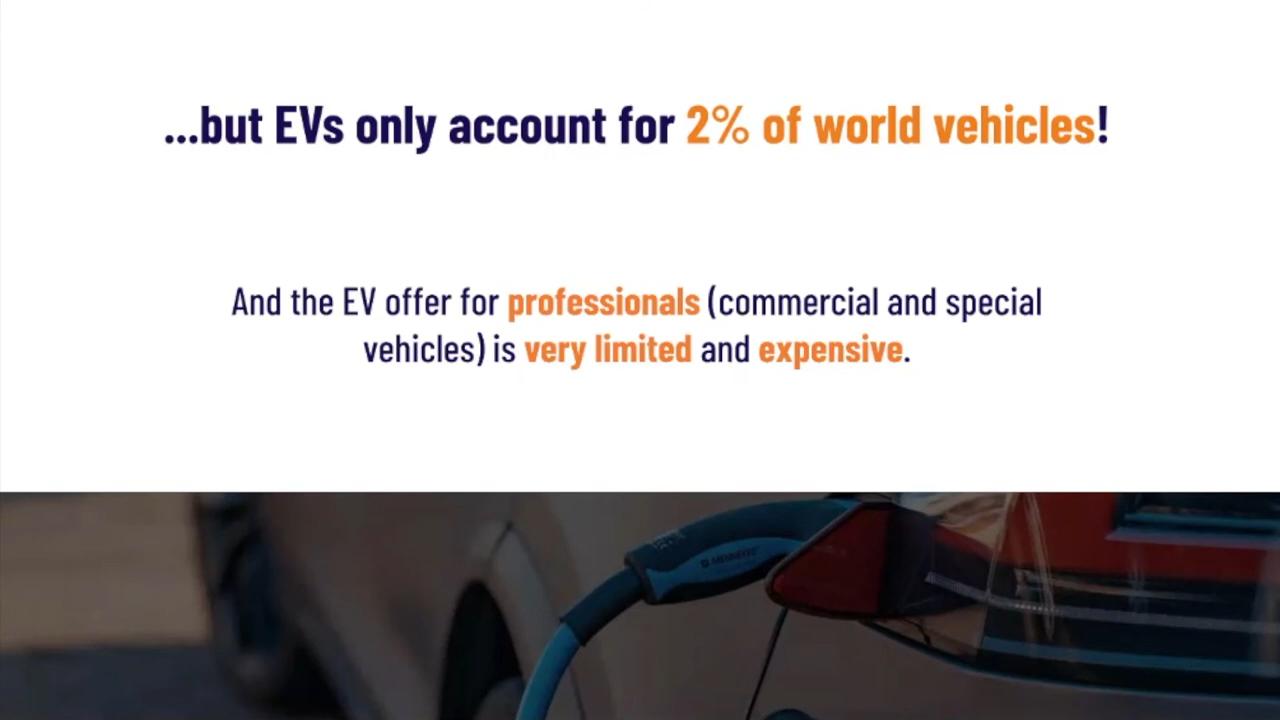 ...but EVs only account for 2% of world vehicles!
And the EV offer for professionals (commercial and special
vehicles) is very limited and expensive.
MENNEKES